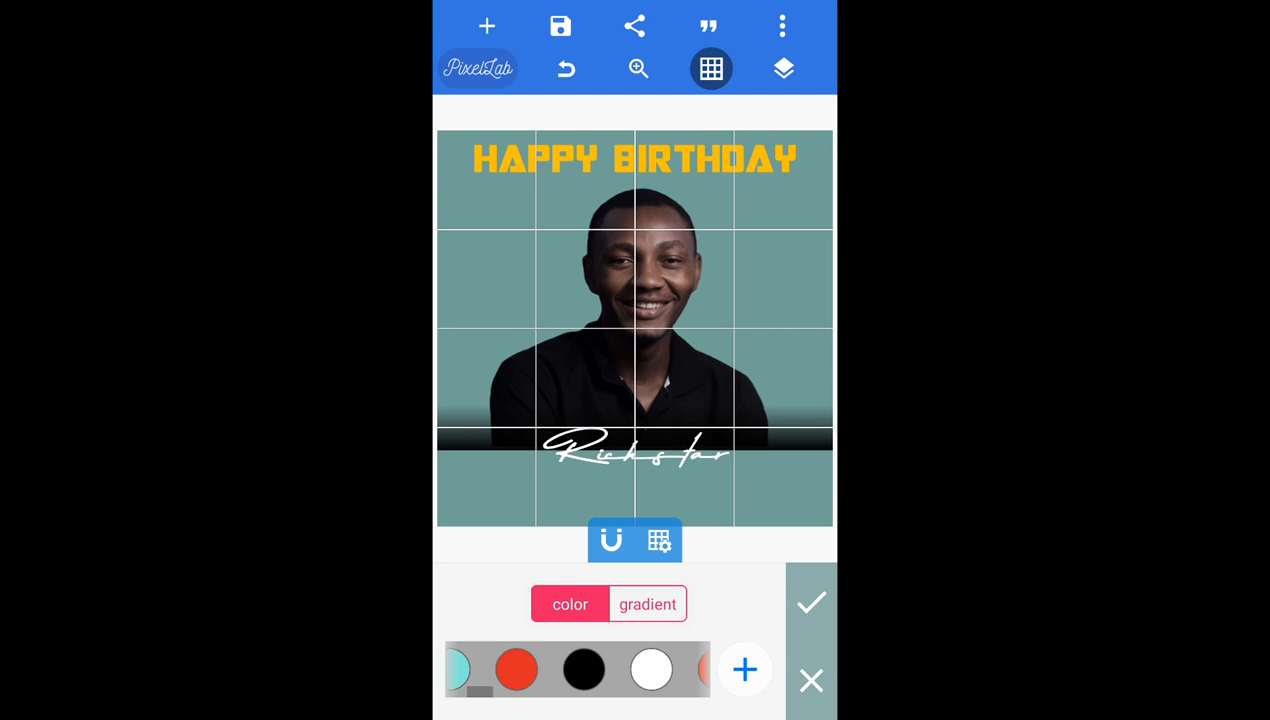 PixelLab
HAPPY BIRTHDAY
Richstar
color
gradient